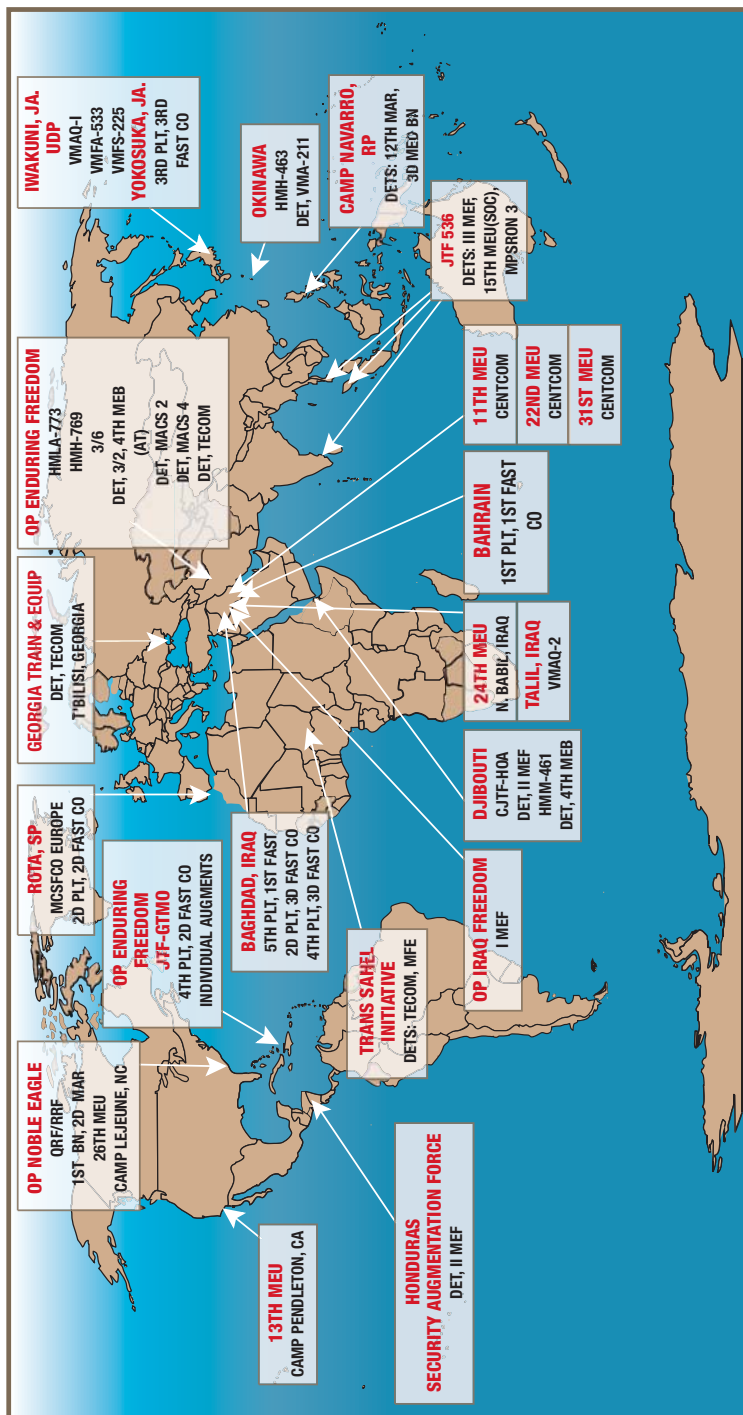 OP NOBLE EAGLE
QRF/RRF
1ST BN, 2D MAR
26TH MEU
CAMP LEJEUNE, NC
ROTA, SP
MCSFCO EUROPE
2D PLT, 2D FAST CO
GEORGIA TRAIN & EQUIP
DET, TECOM
T'BILISI, GEORGIA
OP ENDURING FREEDOM
HMLA-773
HMH-769
3/6
DET, 3/2, 4TH MEB
(AT)
DET, MACS 2
DET, MACS 4
DET, TECOM
IWAKUNI, JA.
UDP
VMAQ-I
VMFA-533
VMFS-225
YOKOSUKA, JA.
3RD PLT, 3RD
FAST CO
OP ENDURING
FREEDOM
JTF-GTMO
4TH PLT, 2D FAST CO
INDIVIDUAL AUGMENTS
OKINAWA
HMH-463
DET, VMA-211
13TH MEU
CAMP PENDLETON, CA
BAGHDAD, IRAQ
5TH PLT, 1ST FAST
2D PLT, 3D FAST CO
4TH PLT, 3D FAST CO
CAMP NAVARRO,
RP
DETS: 12TH MAR,
3D MED BN
TRANS SAHEL
INITIATIVE
DETS: TECOM, MFE
JTF 536
DETS: III MEF,
15TH MEU(SOC),
MPSRON 3
HONDURAS
SECURITY AUGMENTATION FORCE
DET, II MEF
OP IRAQ FREEDOM
I MEF
DJIBOUTI
CJTF-HOA
DET, II MEF
HMM-461
DET, 4TH MEB
24TH MEU
N. BABIL, IRAQ
TALIL, IRAQ
VMAQ-2
BAHRAIN
1ST PLT, 1ST FAST
CO
11TH MEU
CENTCOM
22ND MEU
CENTCOM
31ST MEU
CENTCOM